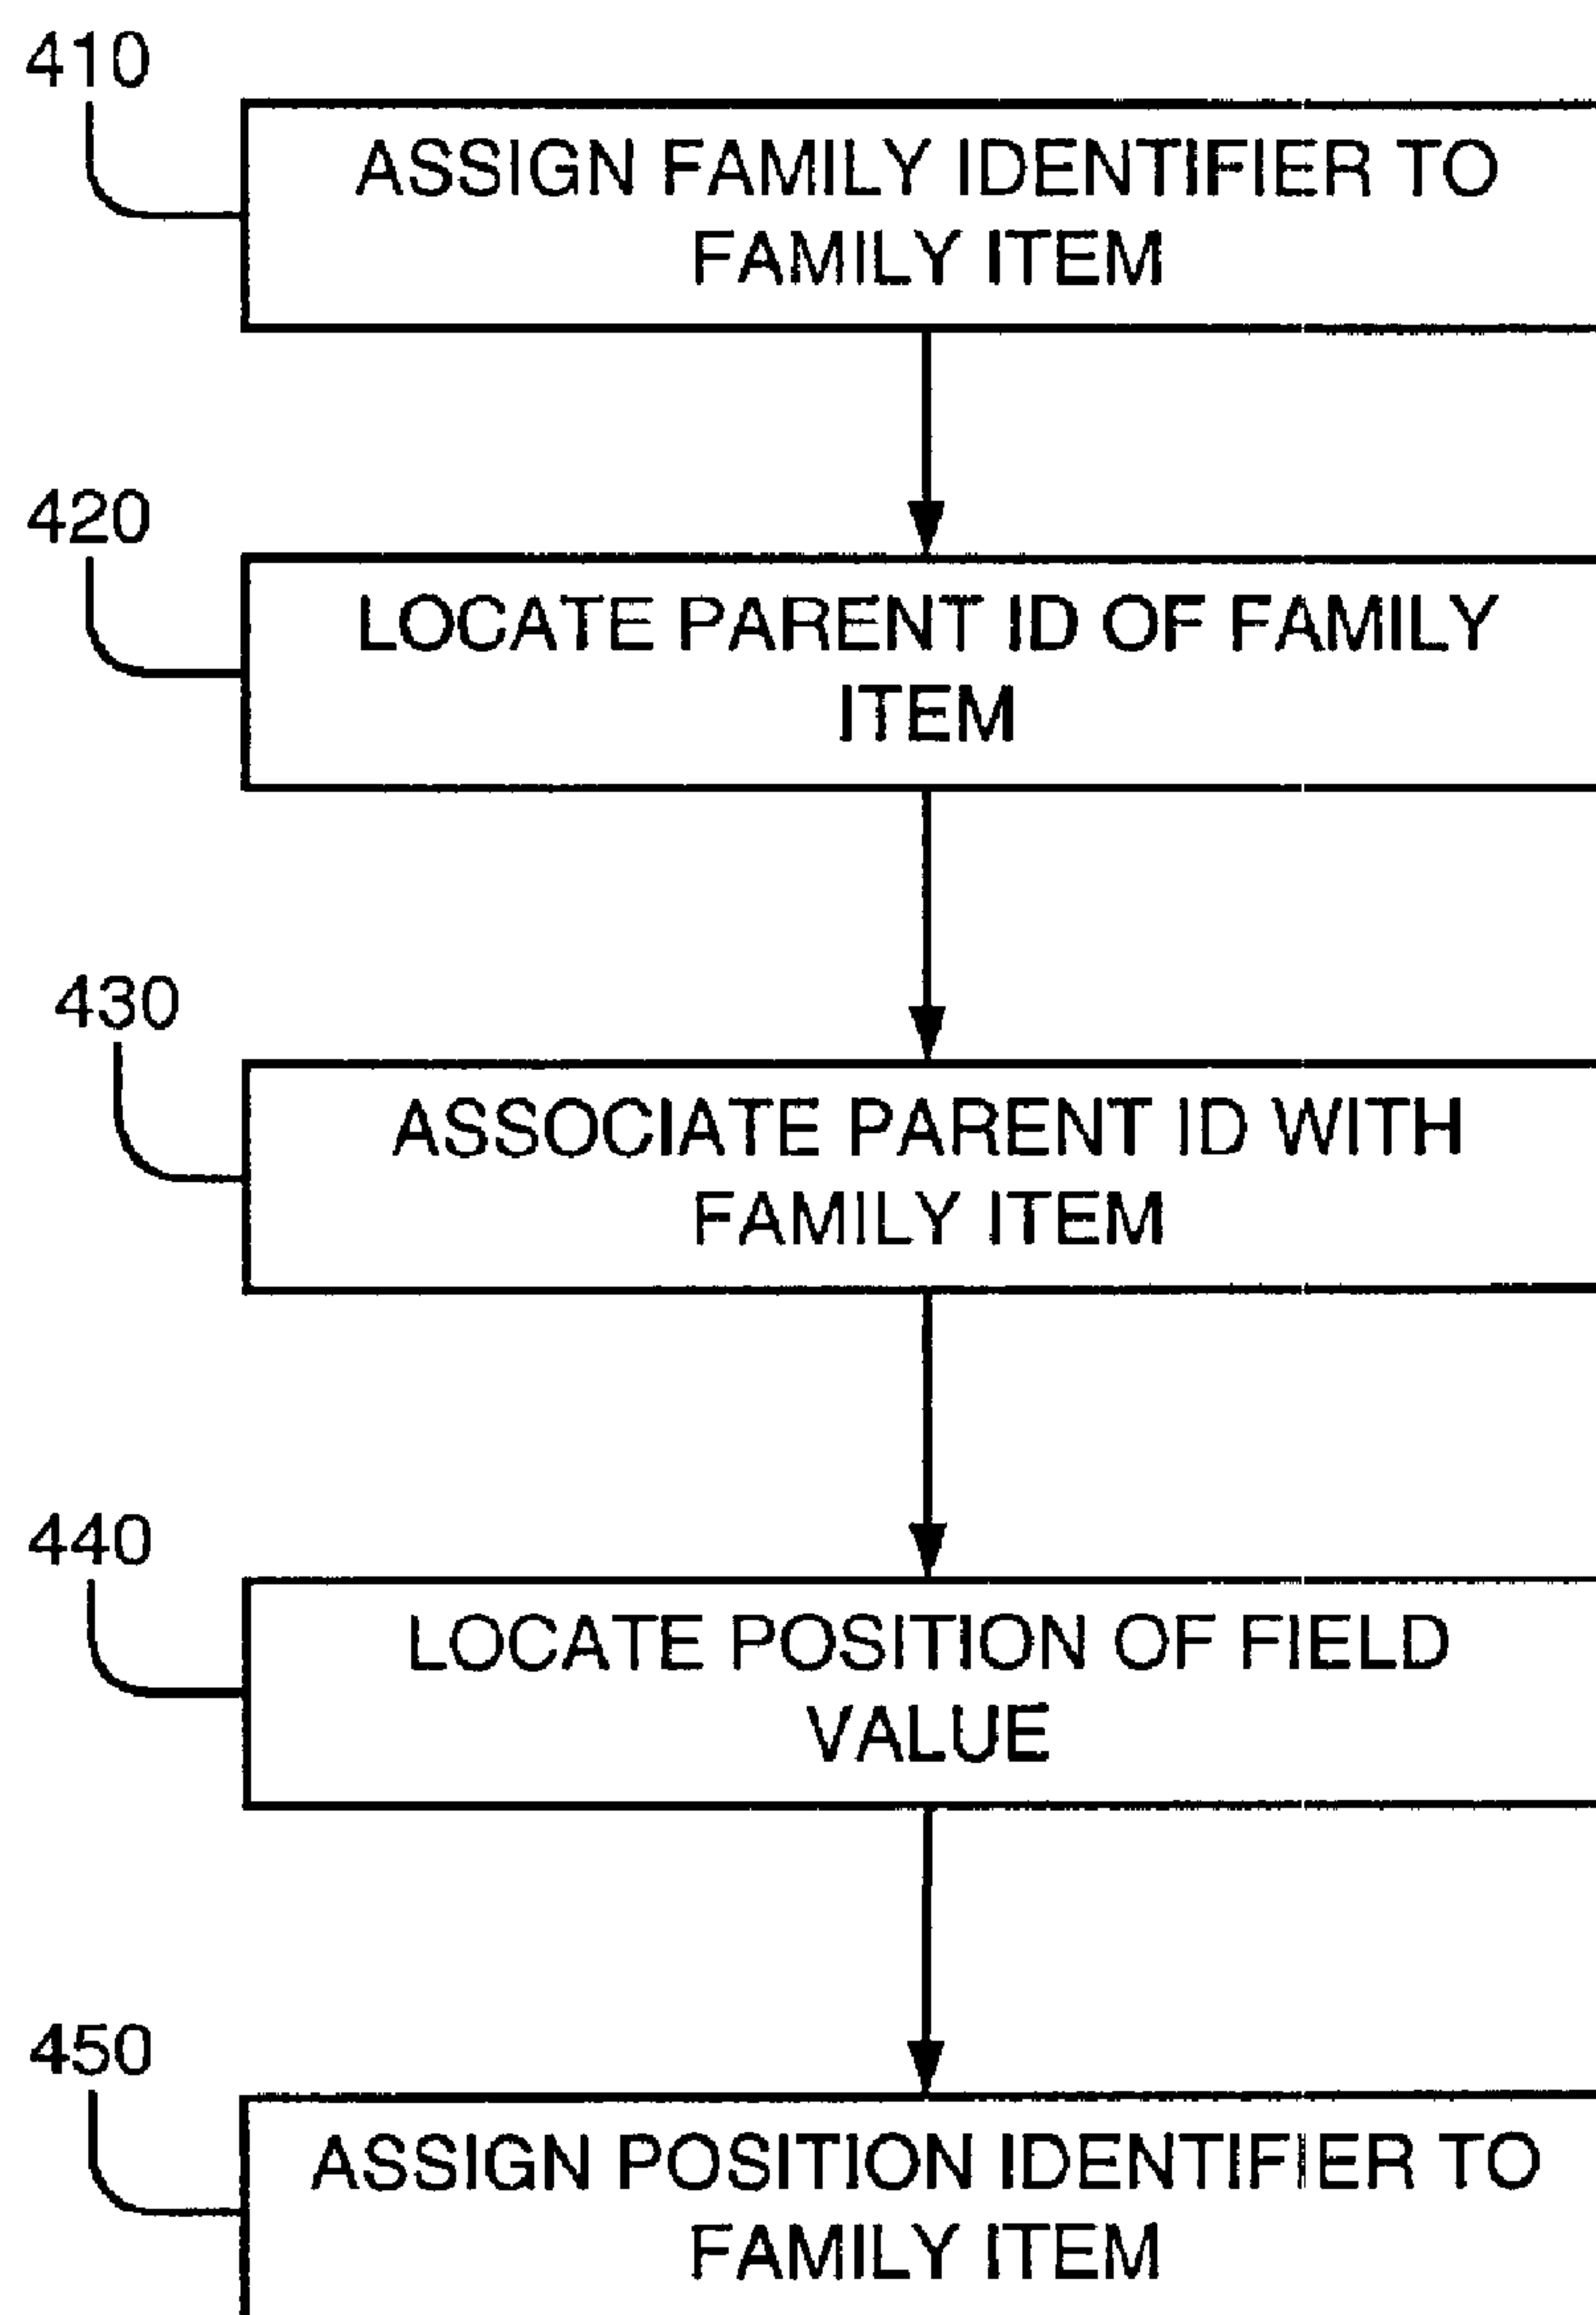 410
ASSIGN FAMILY IDENTIFIER TO
FAMILY ITEM
420
LOCATE PARENT ID OF FAMILY
ITEM
430
ASSOCIATE PARENT ID WITH
FAMILY ITEM
440
LOCATE POSITION OF FIELD
VALUE
450
ASSIGN POSITION IDENTIFIER TO
FAMILY ITEM